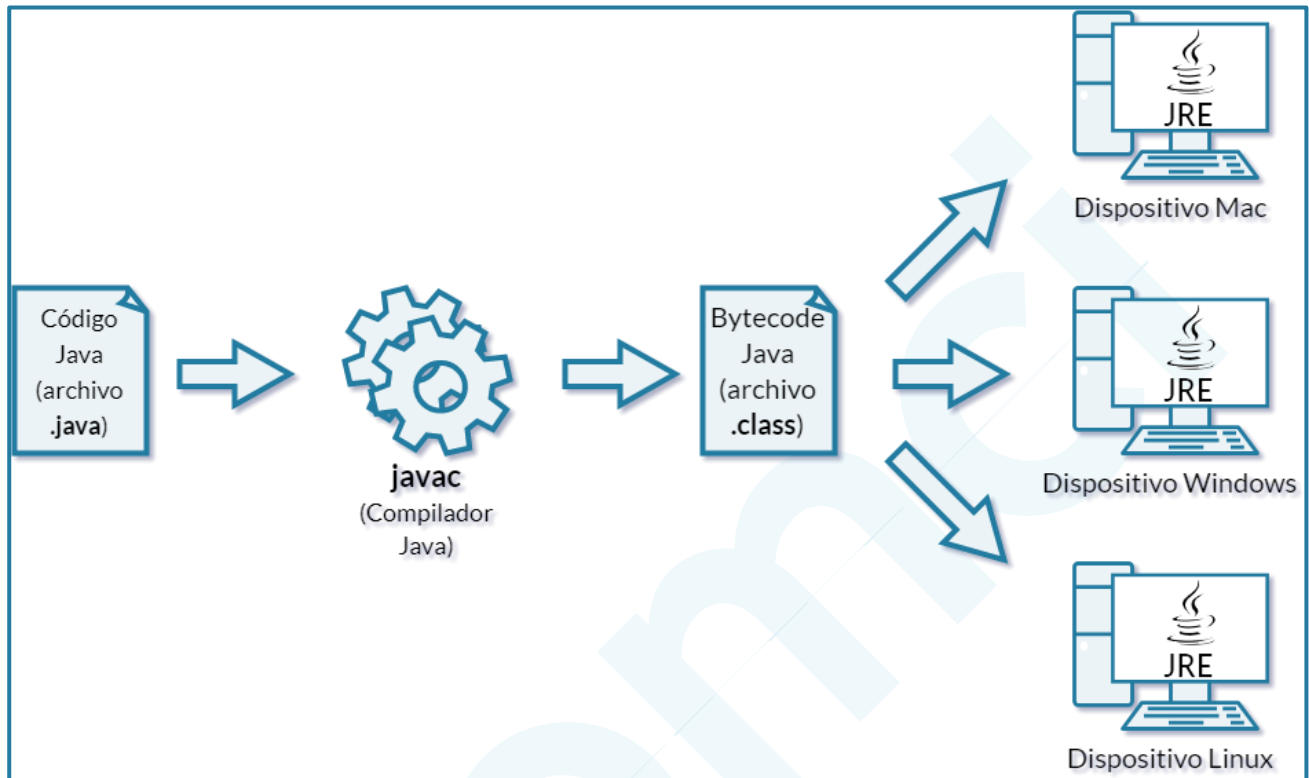 Código
Java
(archivo
.java)
javac
(Compilador
Java)
Bytecode
Java
(archivo
.class)
JRE
Dispositivo Mac
JRE
Dispositivo Windows
JRE
Dispositivo Linux